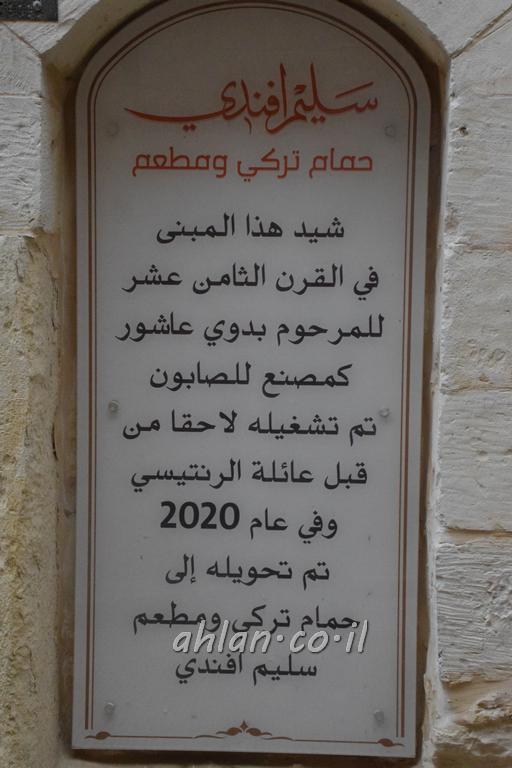 سليم افندي
حمام تركي ومطعم
شيد هذا المبنى
في القرن الثامن عشر
للمرحوم بدوي عاشور
كمصنع للصابون
تم تشغيله لاحقا من
قبل عائلة الرنتيسي
وفي عام 2020
تم تحويله إلى
حمام تركي ومطعم
سليم أفندي
ahlan.co.il